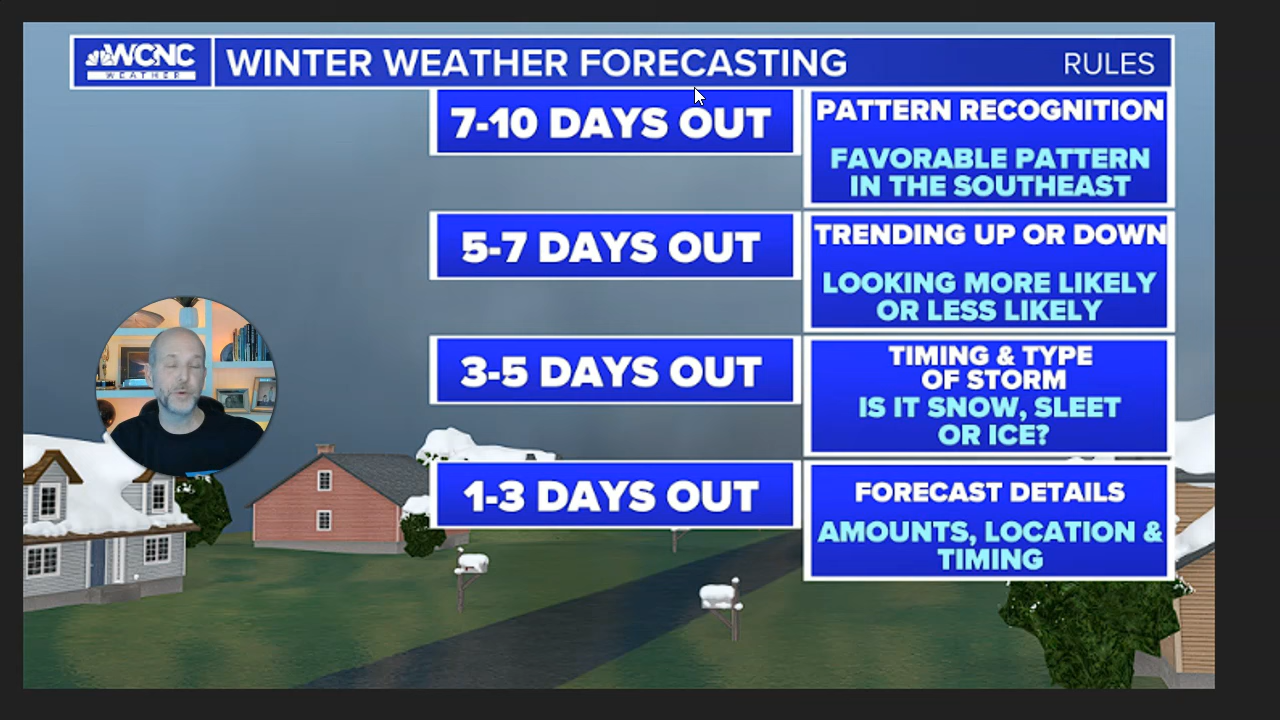 WCNC
WEATHER
WINTER WEATHER FORECASTING
RULES
7-10 DAYS OUT
PATTERN RECOGNITION
FAVORABLE PATTERN
IN THE SOUTHEAST
5-7 DAYS OUT
TRENDING UP OR DOWN
LOOKING MORE LIKELY
OR LESS LIKELY
3-5 DAYS OUT
TIMING & TYPE
OF STORM
IS IT SNOW, SLEET
OR ICE?
1-3 DAYS OUT
FORECAST DETAILS
AMOUNTS, LOCATION &
TIMING